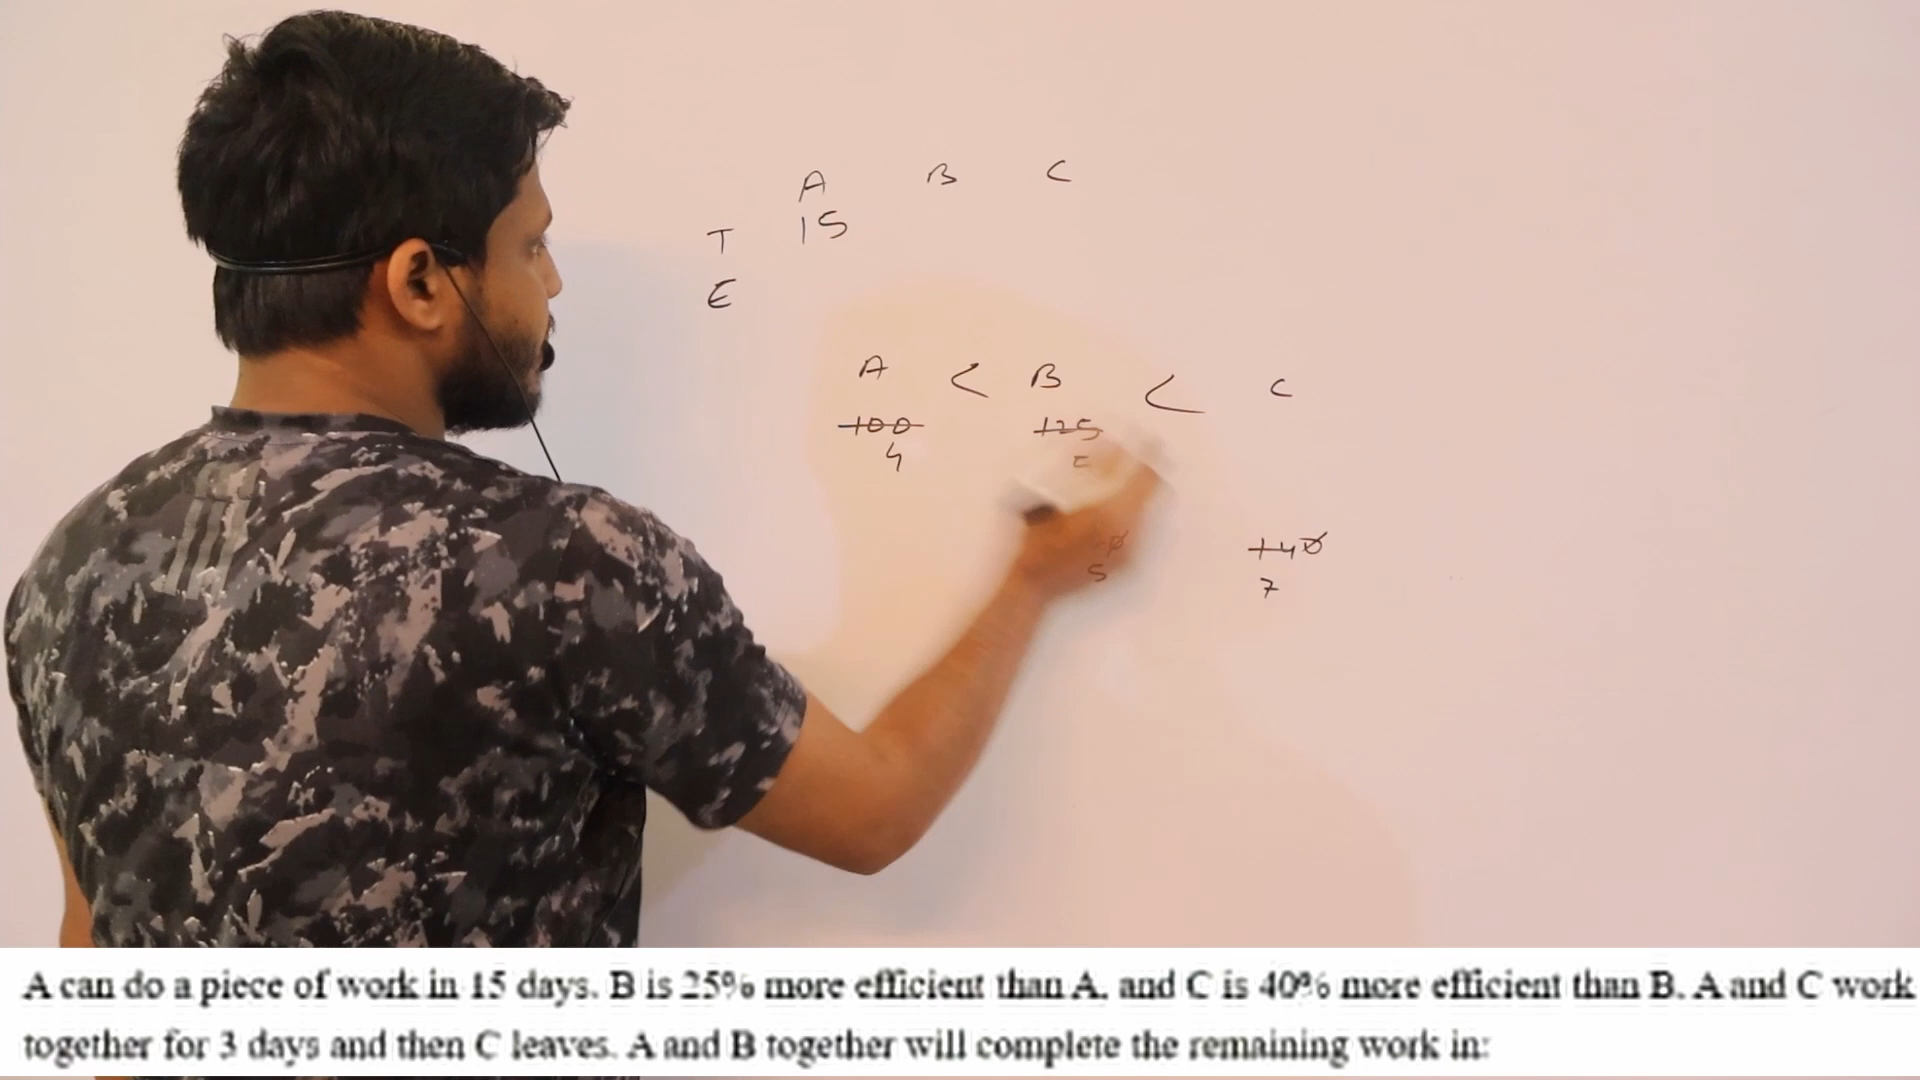 A B C
T 15
E
A < B < C
100 125
4
140
5 7
A can do a piece of work in 15 days. B is 25% more efficient than A, and C is 40% more efficient than B. A and C work
together for 3 days and then C leaves. A and B together will complete the remaining work in: